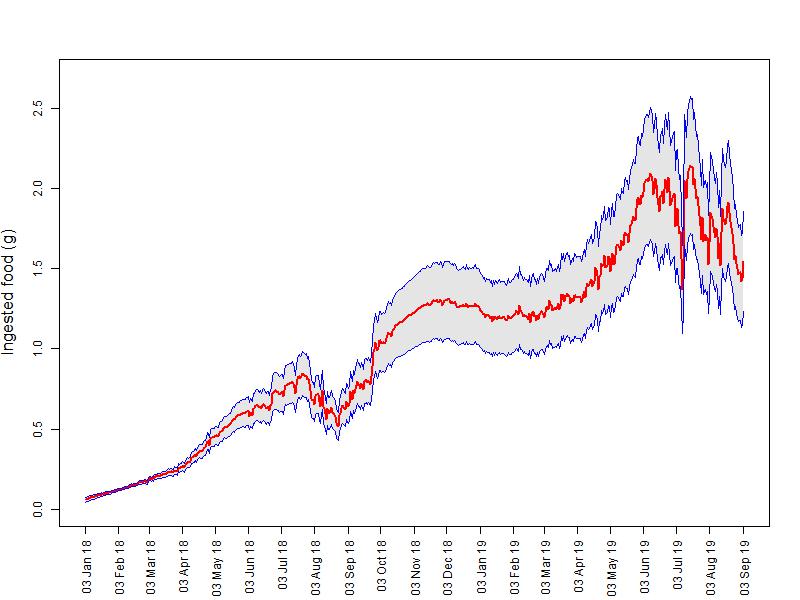 Ingested food (g)
2.5
2.0
1.5
1.0
0.5
0.0
03 Jan 18
03 Feb 18
03 Mar 18
03 Apr 18
03 May 18
03 Jun 18
03 Jul 18
03 Aug 18
03 Sep 18
03 Oct 18
03 Nov 18
03 Dec 18
03 Jan 19
03 Feb 19
03 Mar 19
03 Apr 19
03 May 19
03 Jun 19
03 Jul 19
03 Aug 19
03 Sep 19